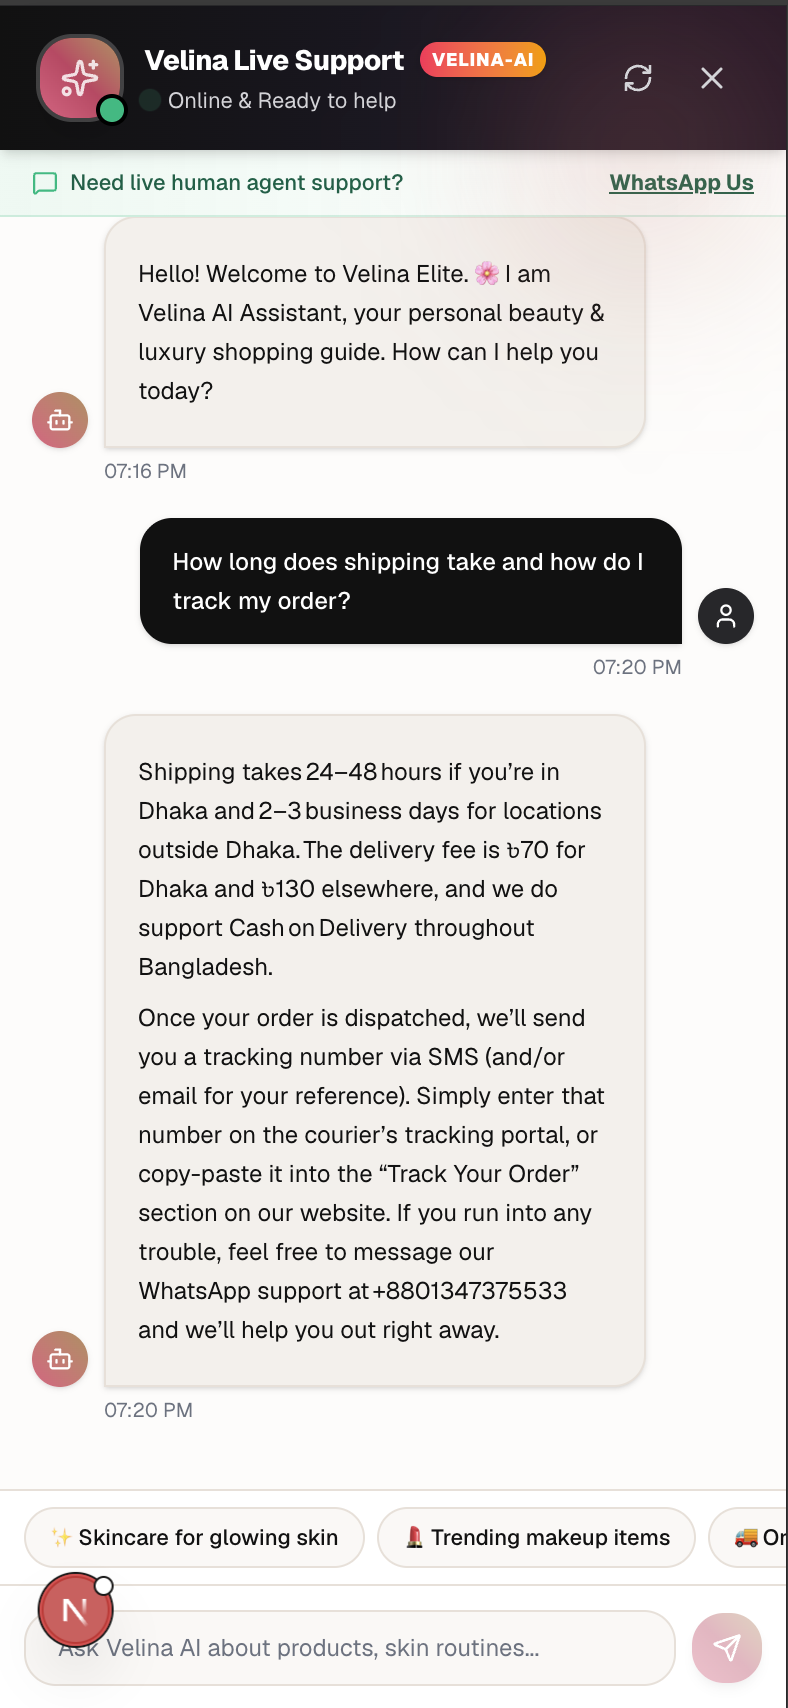 Velina Live Support VELINA-AI
Online & Ready to help
Need live human agent support? WhatsApp Us
Hello! Welcome to Velina Elite. 🌸 I am
Velina AI Assistant, your personal beauty &
luxury shopping guide. How can I help you
today?
07:16 PM
How long does shipping take and how do I
track my order?
07:20 PM
Shipping takes 24–48 hours if you’re in
Dhaka and 2–3 business days for locations
outside Dhaka. The delivery fee is ৳70 for
Dhaka and ৳130 elsewhere, and we do
support Cash on Delivery throughout
Bangladesh.
Once your order is dispatched, we’ll send
you a tracking number via SMS (and/or
email for your reference). Simply enter that
number on the courier’s tracking portal, or
copy-paste it into the “Track Your Order”
section on our website. If you run into any
trouble, feel free to message our
WhatsApp support at +8801347375533
and we’ll help you out right away.
07:20 PM
✨ Skincare for glowing skin 💄 Trending makeup items 🚚 Or
N
Ask Velina AI about products, skin routines...